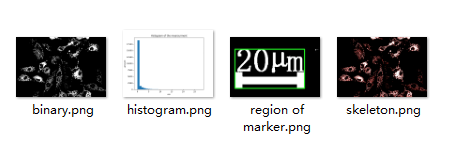 20μm
binary.png
histogram.png
region of
marker.png
skeleton.png